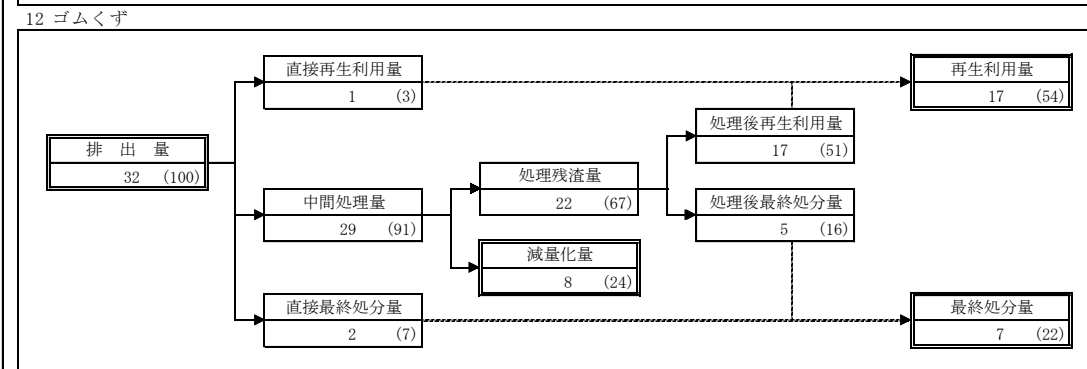 12 ゴムくず
直接再生利用量
1 (3)
再生利用量
17 (54)
処理後再生利用量
17 (51)
排 出 量
32 (100)
処理残渣量
22 (67)
中間処理量
29 (91)
処理後最終処分量
5 (16)
減量化量
8 (24)
直接最終処分量
2 (7)
最終処分量
7 (22)